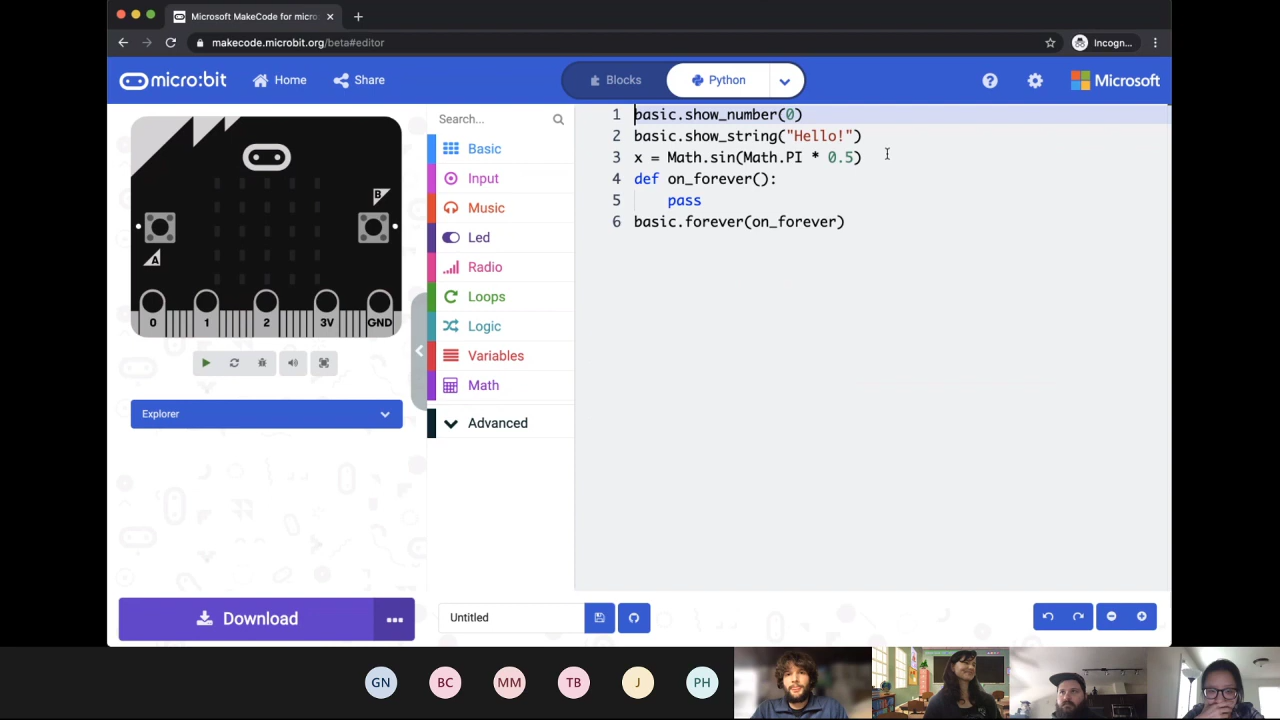 Microsoft MakeCode for micro:
makecode.microbit.org/beta#editor
Incogn...
micro:bit
Home
Share
Blocks
Python
Microsoft
B
A
0 1 2 3V GND
Explorer
Download
Search...
Basic
Input
Music
Led
Radio
Loops
Logic
Variables
Math
Advanced
1 basic.show_number(0)
2 basic.show_string("Hello!")
3 x = Math.sin(Math.PI * 0.5)
4 def on_forever():
5 pass
6 basic.forever(on_forever)
Untitled
GN BC MM TB J PH